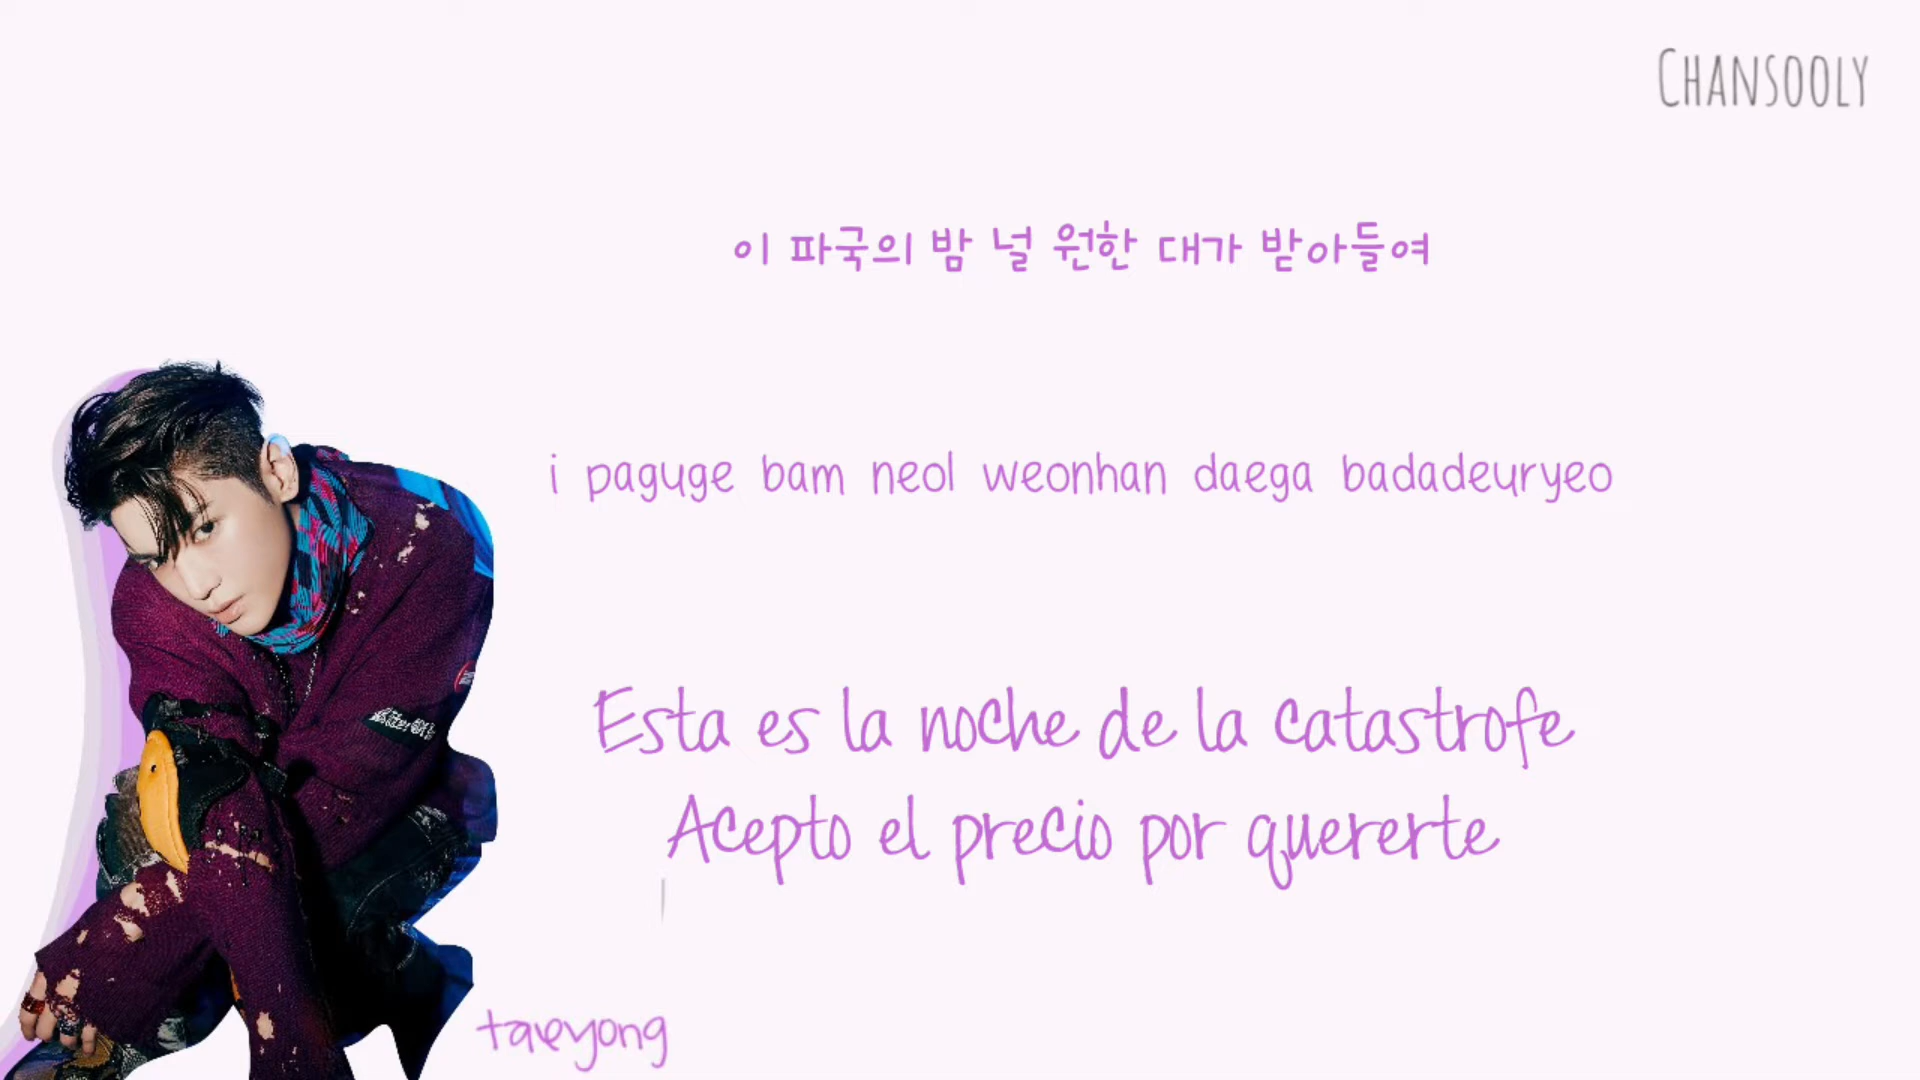 CHANSOOLY
이 파국의 밤 널 원한 대가 받아들여
i paguge bam neol weonhan daega badadeuryeo
Esta es la noche de la catastrofe
Acepto el precio por quererte
taeyong